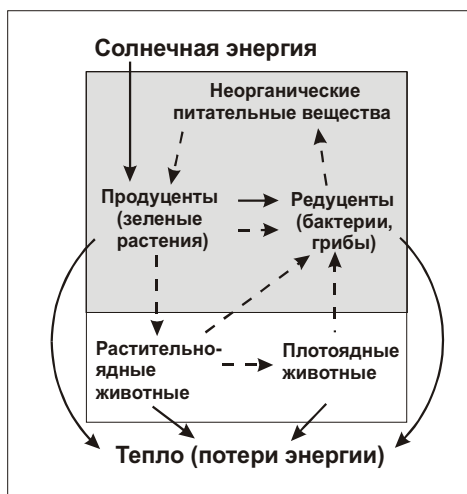 Солнечная энергия
Неорганические
питательные вещества
Продуценты
(зеленые
растения)
Редуценты
(бактерии,
грибы)
Растительно-
ядные
животные
Плотоядные
животные
Тепло (потери энергии)